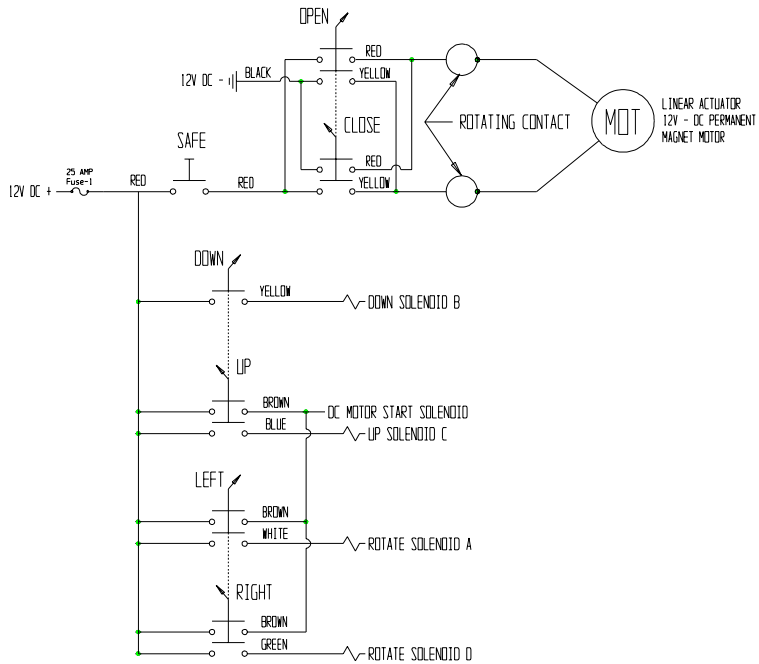 OPEN
RED
12V DC -
BLACK
YELLOW
CLOSE
ROTATING CONTACT
MOT
LINEAR ACTUATOR
12V - DC PERMANENT
MAGNET MOTOR
SAFE
RED
25 AMP
Fuse-1
12V DC +
RED
RED
YELLOW
DOWN
YELLOW
DOWN SOLENOID B
UP
BROWN
DC MOTOR START SOLENOID
BLUE
UP SOLENOID C
LEFT
BROWN
WHITE
ROTATE SOLENOID A
RIGHT
BROWN
GREEN
ROTATE SOLENOID D